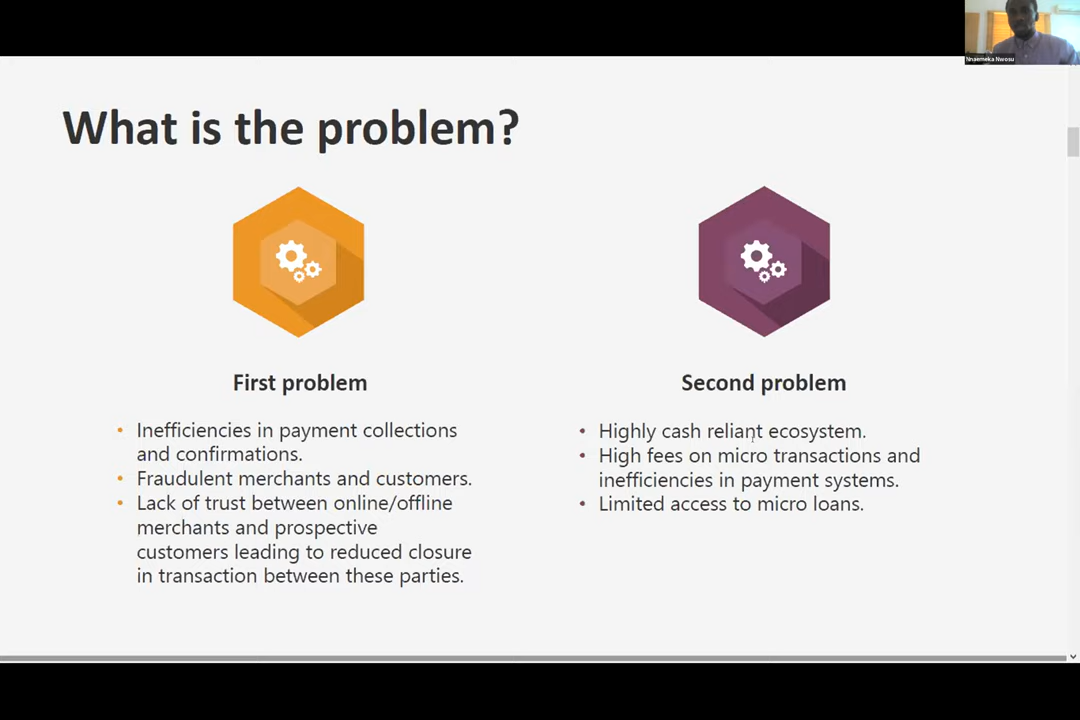 Nnaemeka Nwosu
What is the problem?
First problem
Inefficiencies in payment collections
and confirmations.
Fraudulent merchants and customers.
Lack of trust between online/offline
merchants and prospective
customers leading to reduced closure
in transaction between these parties.
Second problem
Highly cash reliant ecosystem.
High fees on micro transactions and
inefficiencies in payment systems.
Limited access to micro loans.